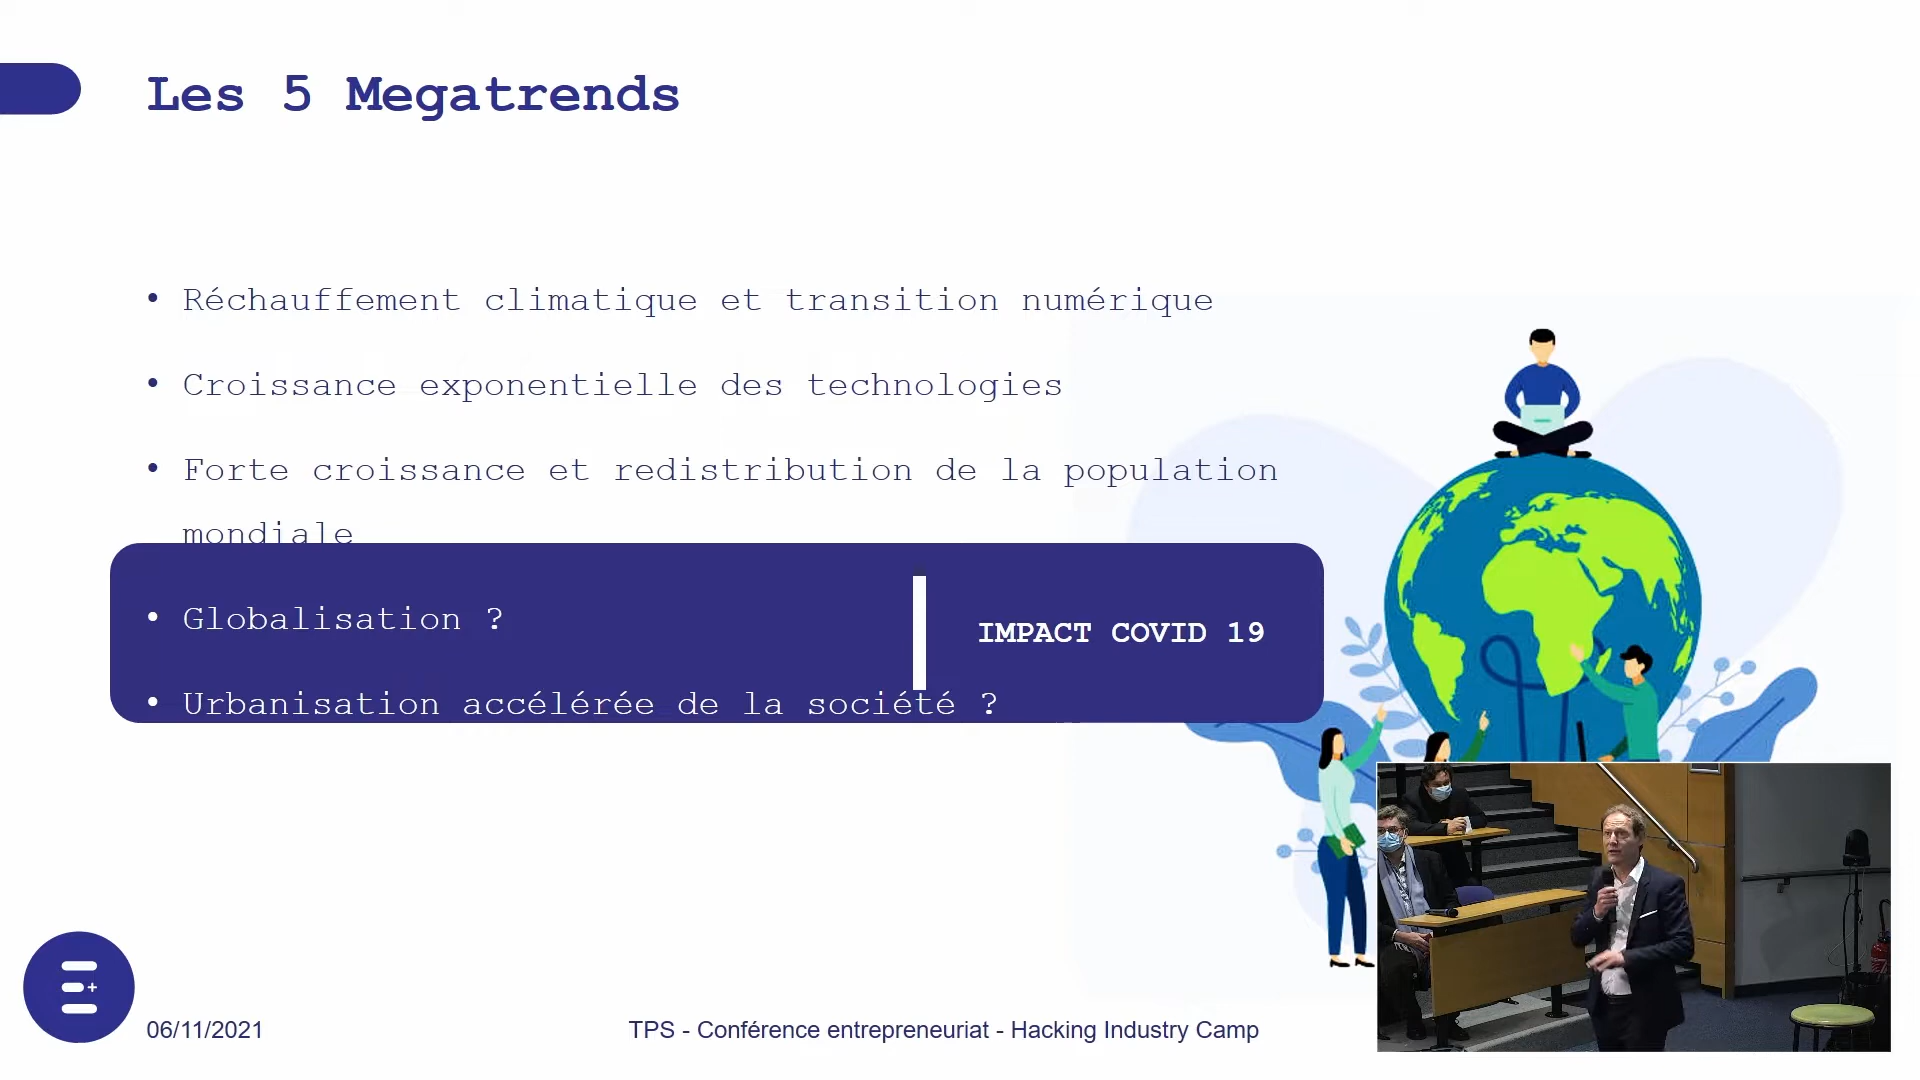 Les 5 Megatrends
• Réchauffement climatique et transition numérique
• Croissance exponentielle des technologies
• Forte croissance et redistribution de la population
mondiale
• Globalisation ?
IMPACT COVID 19
• Urbanisation accélérée de la société ?
06/11/2021
TPS - Conférence entrepreneuriat - Hacking Industry Camp